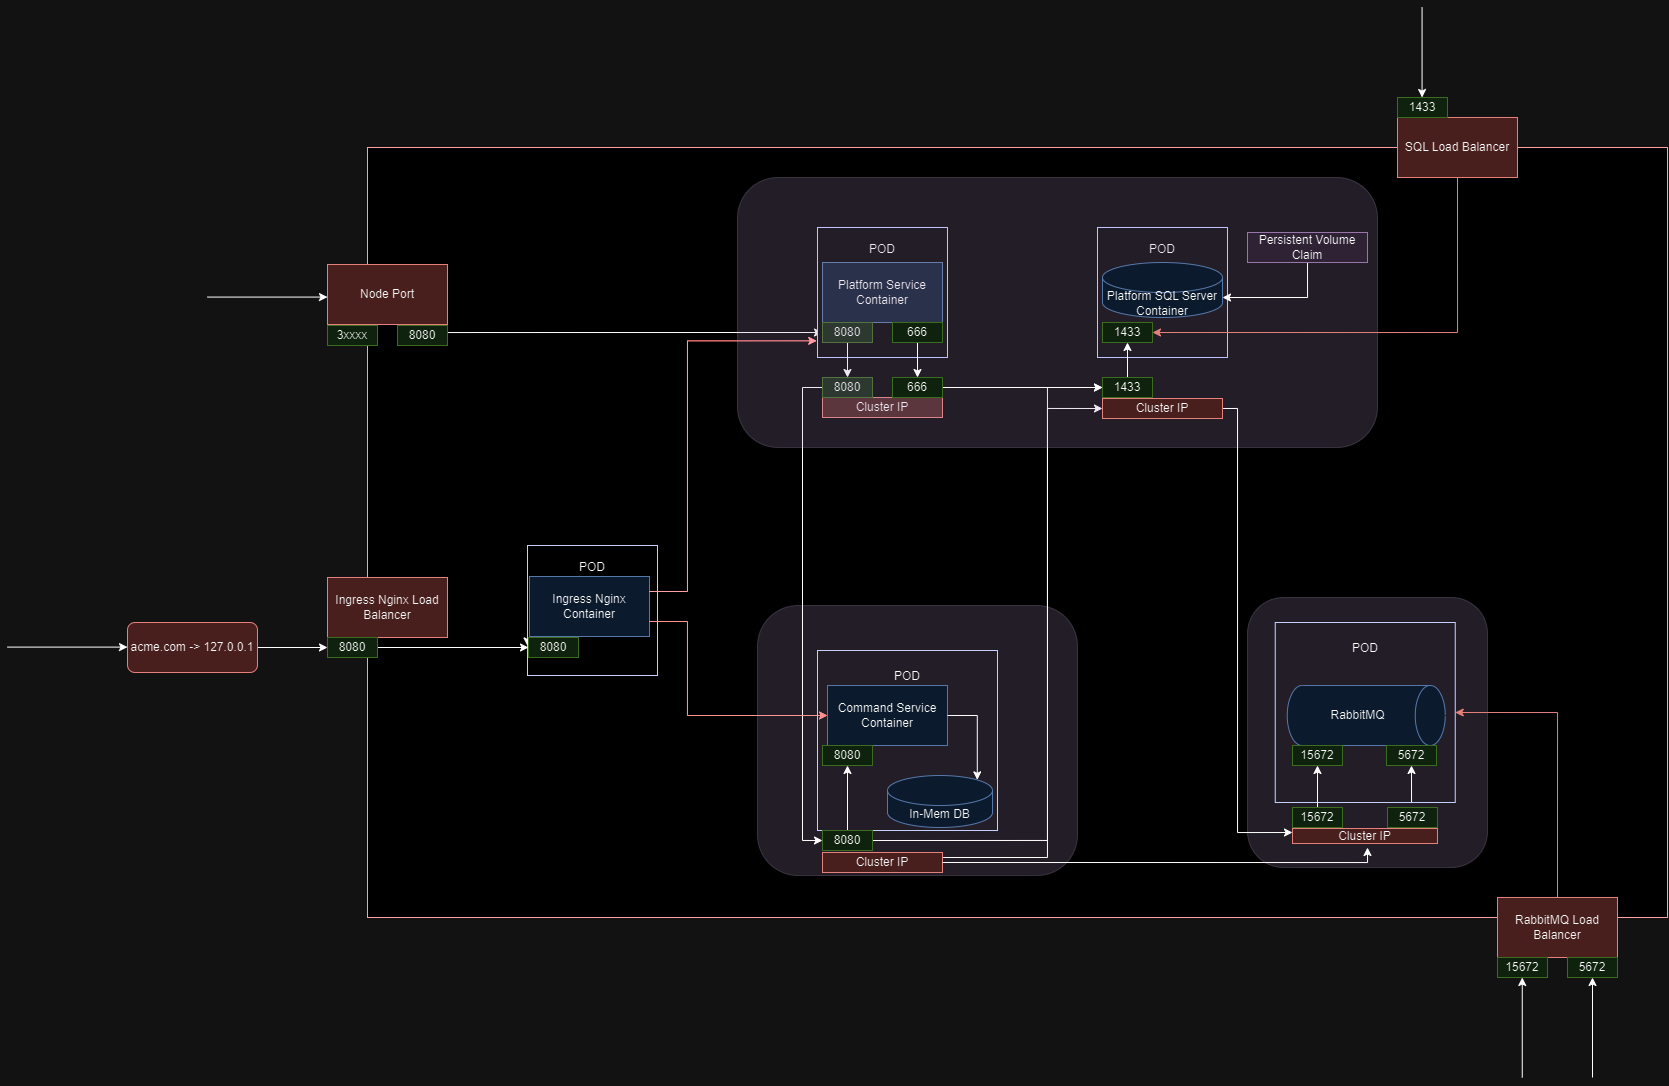 1433
SQL Load Balancer
Node Port
3xxxx
8080
POD
Platform Service
Container
8080
666
8080
666
Cluster IP
POD
Platform SQL Server
Container
1433
1433
Cluster IP
Persistent Volume
Claim
acme.com -> 127.0.0.1
Ingress Nginx Load
Balancer
8080
POD
Ingress Nginx
Container
8080
POD
Command Service
Container
8080
In-Mem DB
8080
Cluster IP
POD
RabbitMQ
15672
5672
15672
5672
Cluster IP
RabbitMQ Load
Balancer
15672
5672